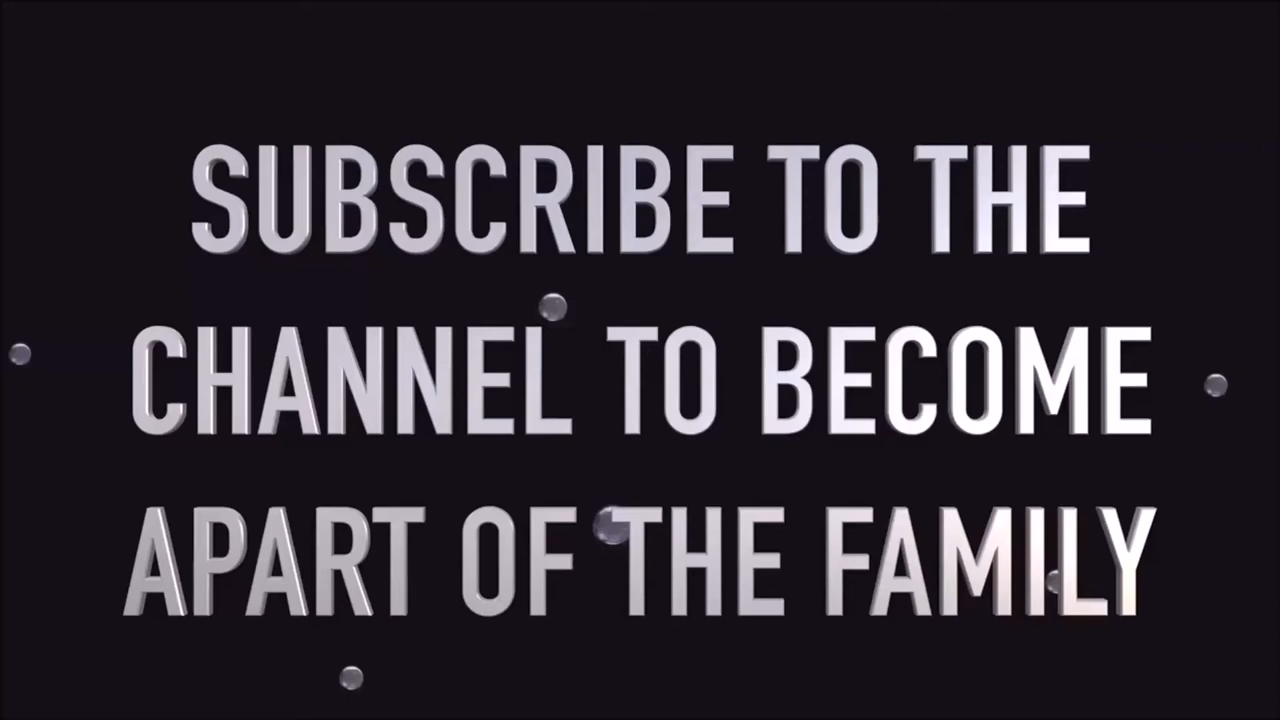 SUBSCRIBE TO THE
CHANNEL TO BECOME
APART OF THE FAMILY